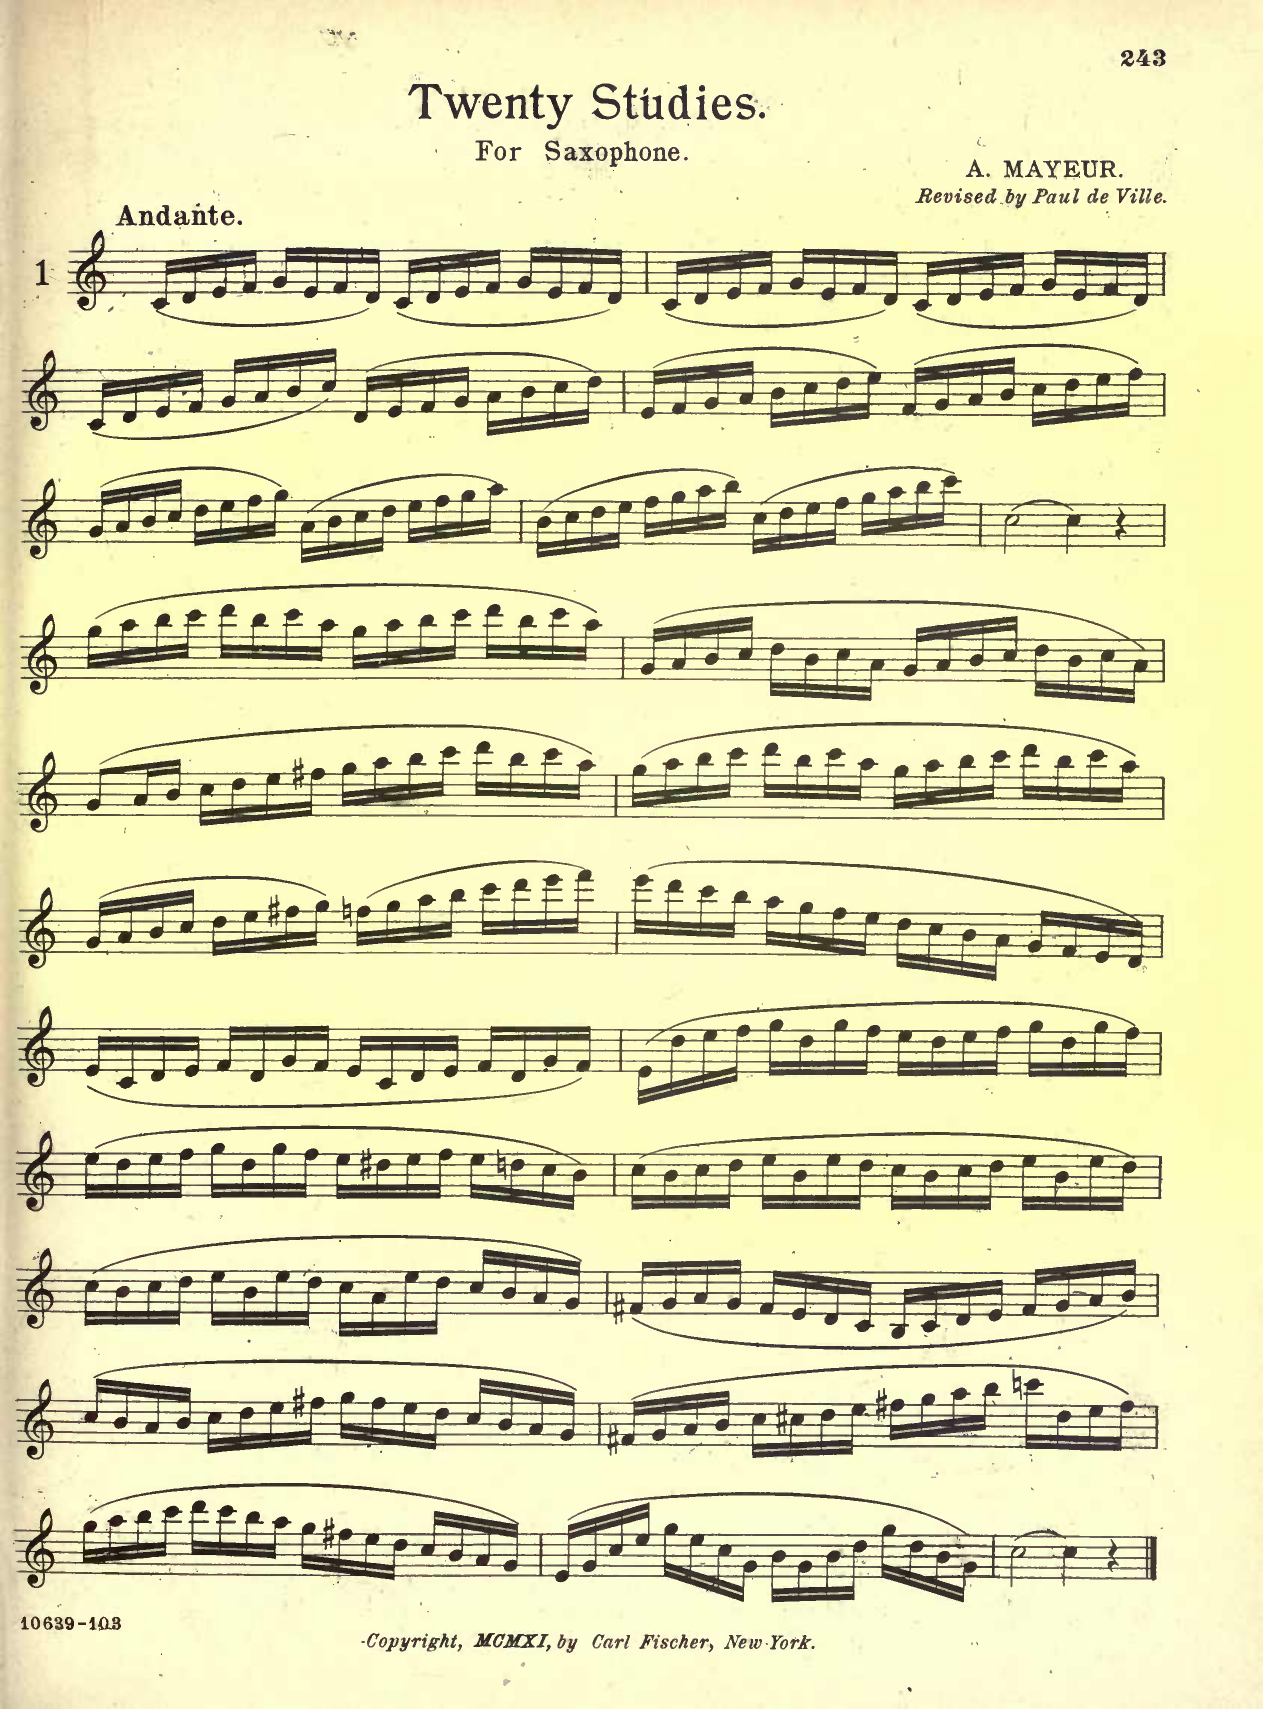 243
Twenty Studies.
For Saxophone.
A. MAYEUR.
Revised by Paul de Ville.
Andante.
1
10639-103
Copyright, MCMXI, by Carl Fischer, New York.